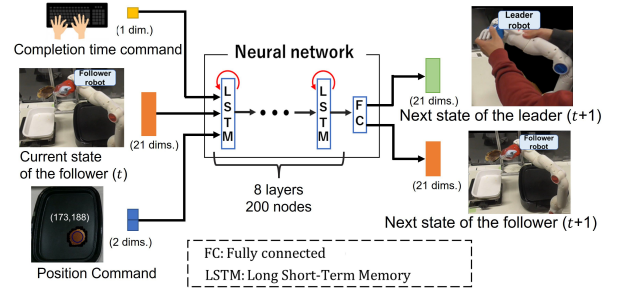 (1 dim.)
Completion time command
Follower
robot
(21 dims.)
Current state
of the follower (t)
(173,188)
(2 dims.)
Position Command
Neural network
LSTM
LSTM
FC
8 layers
200 nodes
(21 dims.)
Leader
robot
Next state of the leader (t+1)
(21 dims.)
Follower
robot
Next state of the follower (t+1)
FC: Fully connected
LSTM: Long Short-Term Memory